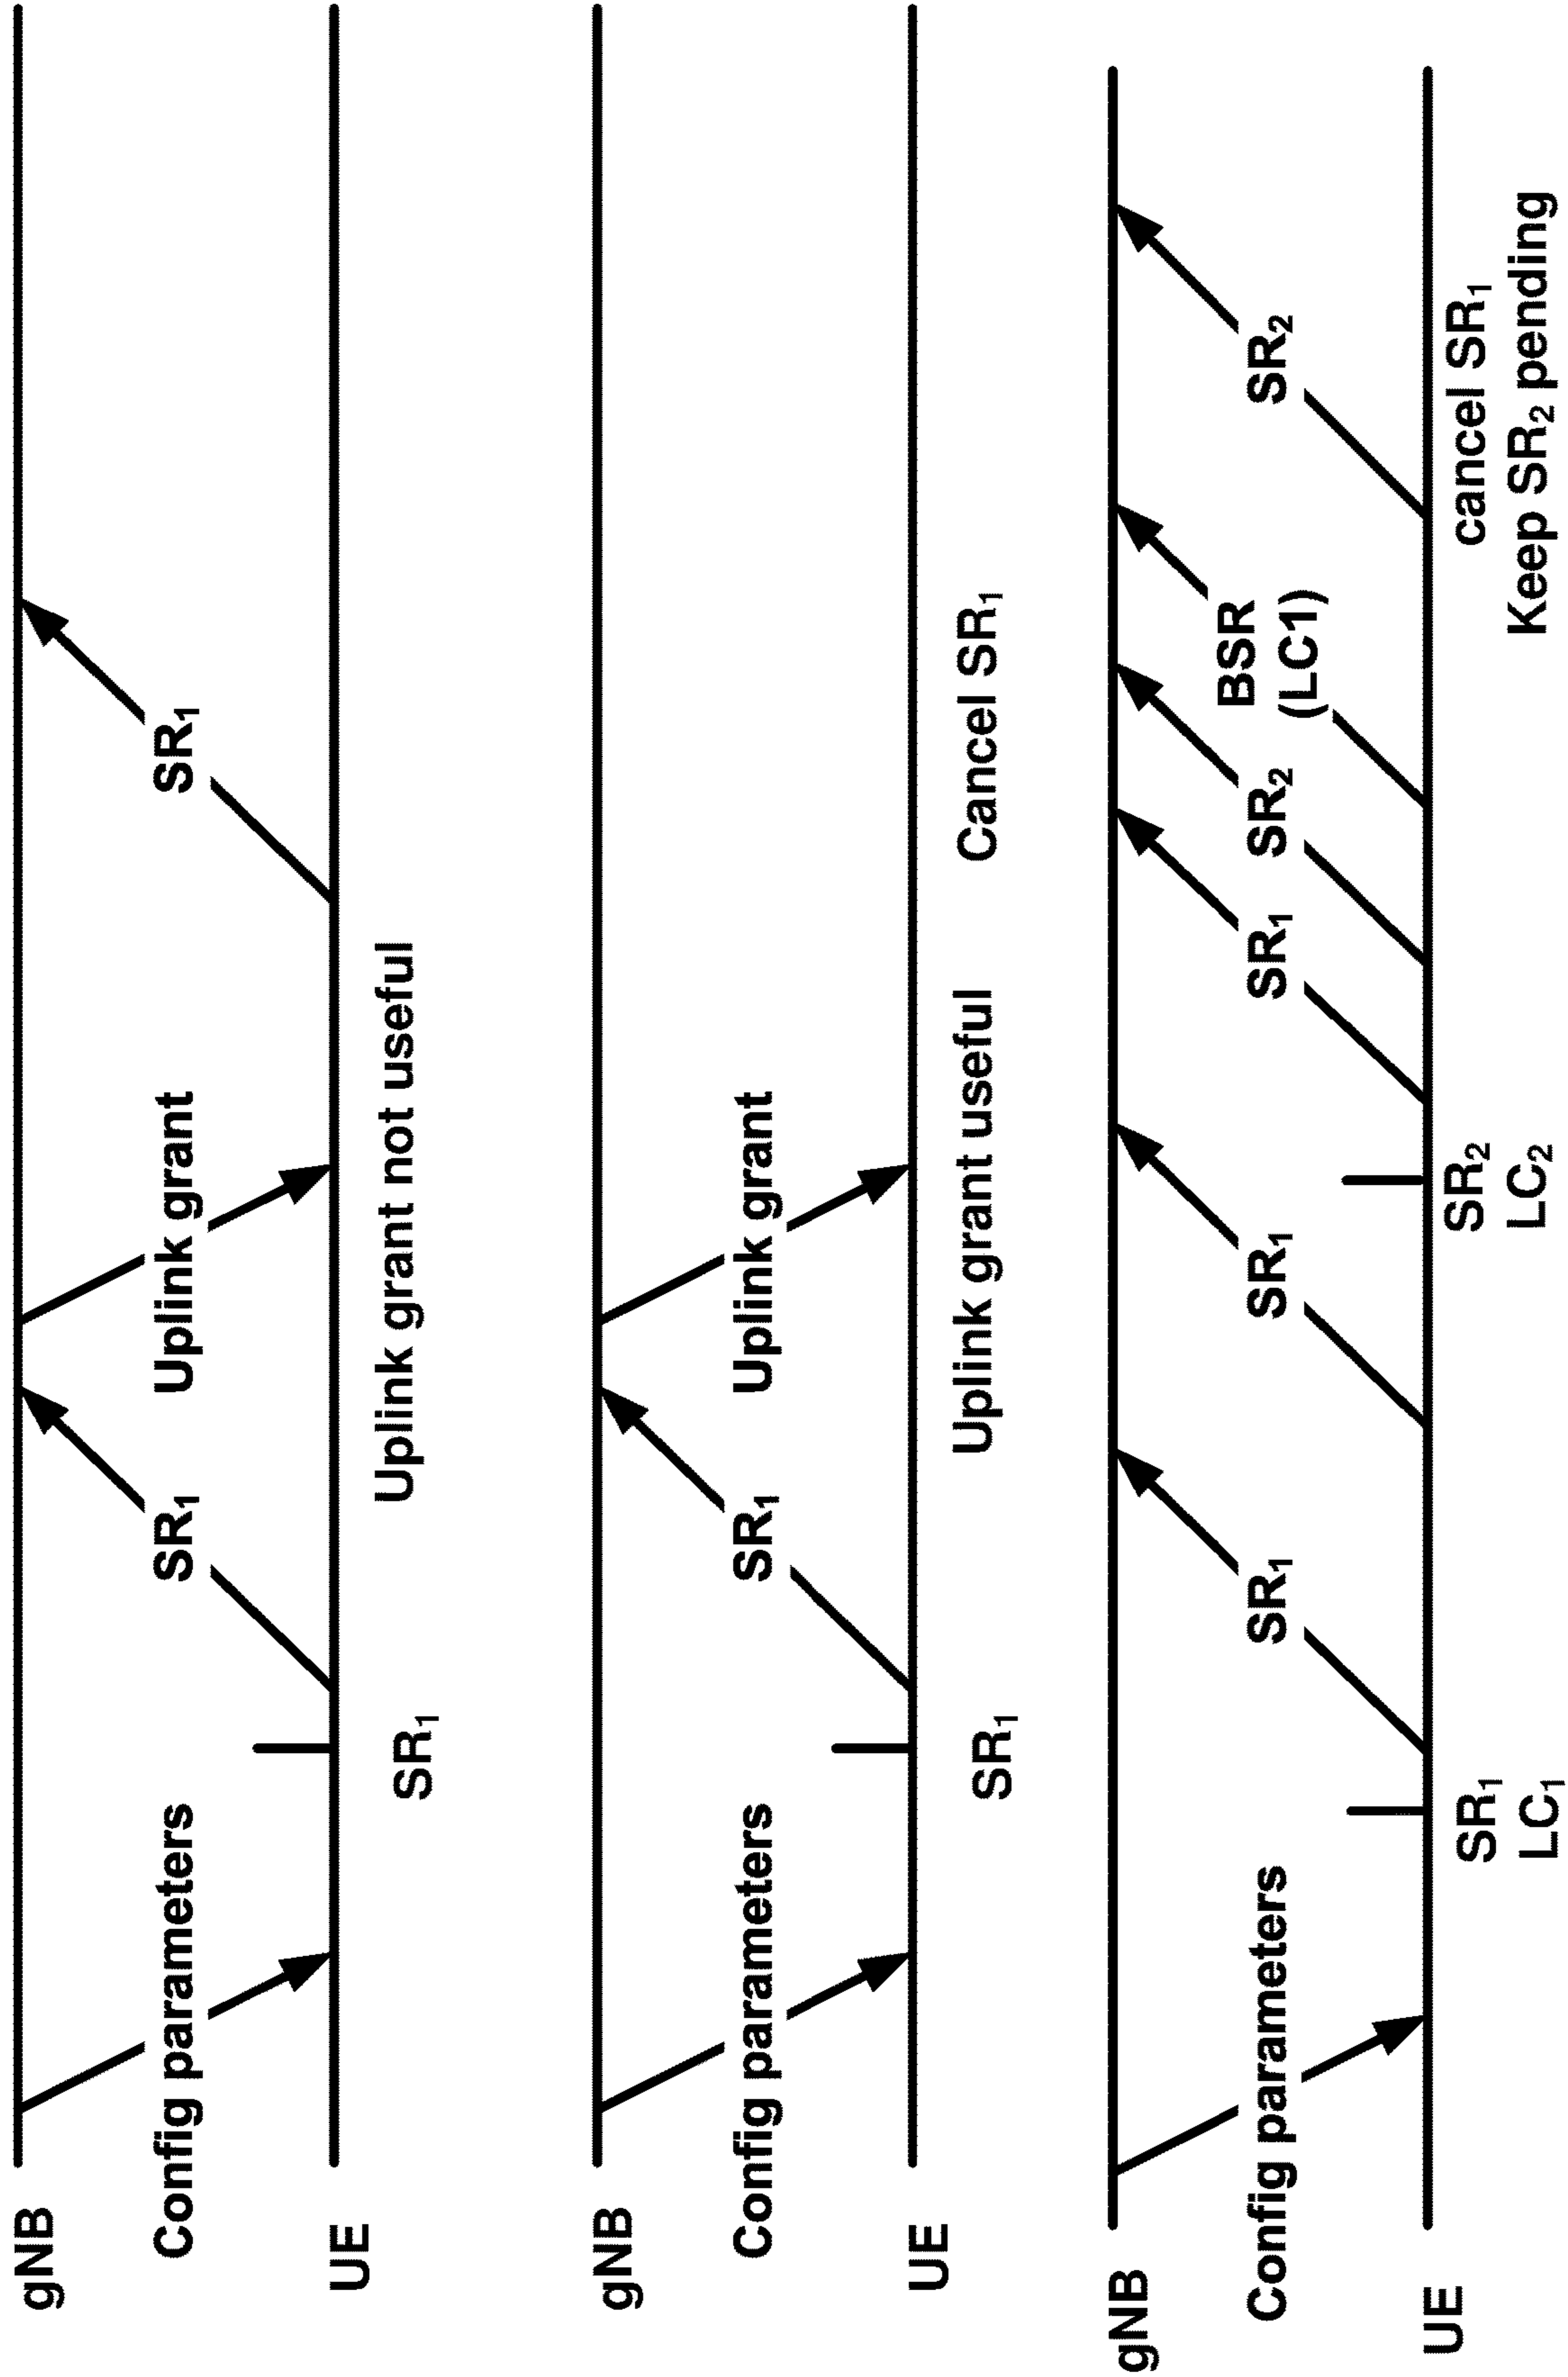 gNB
Config parameters
SR1
Uplink grant
SR1
UE
SR1
Uplink grant not useful
gNB
Config parameters
SR1
Uplink grant
UE
SR1
Uplink grant useful
Cancel SR1
gNB
Config parameters
SR1
SR1
SR1
SR2
BSR
(LC1)
SR2
UE
SR1
LC1
SR2
LC2
cancel SR1
Keep SR2 pending